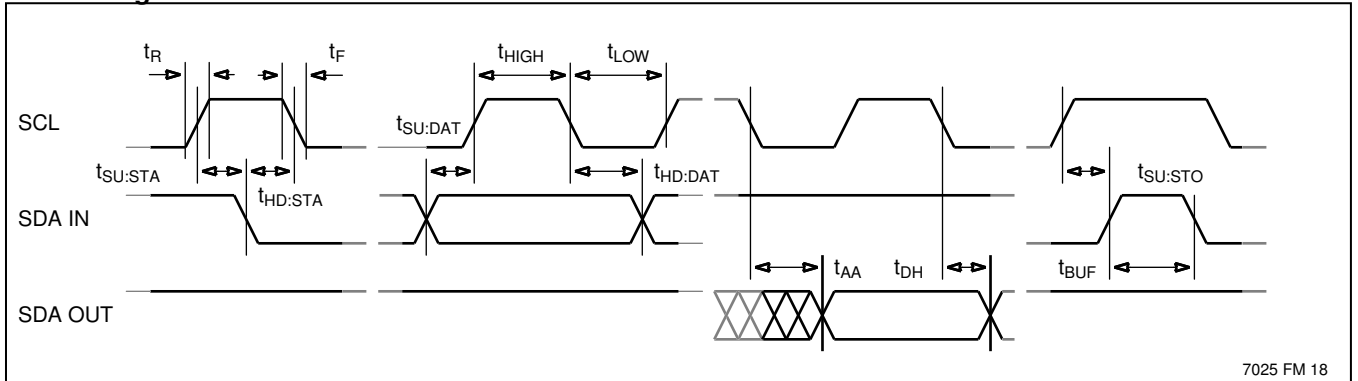 tR
tF
tHIGH
tLOW
SCL
tSU:DAT
tSU:STA
tHD:STA
tHD:DAT
tSU:STO
SDA IN
tAA
tDH
tBUF
SDA OUT
7025 FM 18